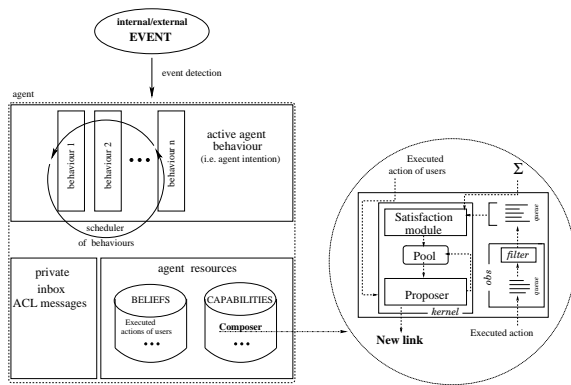 internal/external
EVENT
event detection
agent
behaviour 1
behaviour 2
behaviour n
active agent
behaviour
(i.e. agent intention)
scheduler
of behaviours
private
inbox
ACL messages
agent resources
BELIEFS
Executed
actions of users
CAPABILITIES
Composer
Executed
action of users
Σ
Satisfaction
module
Pool
Proposer
kernel
obs
queue
filter
queue
New link
Executed action